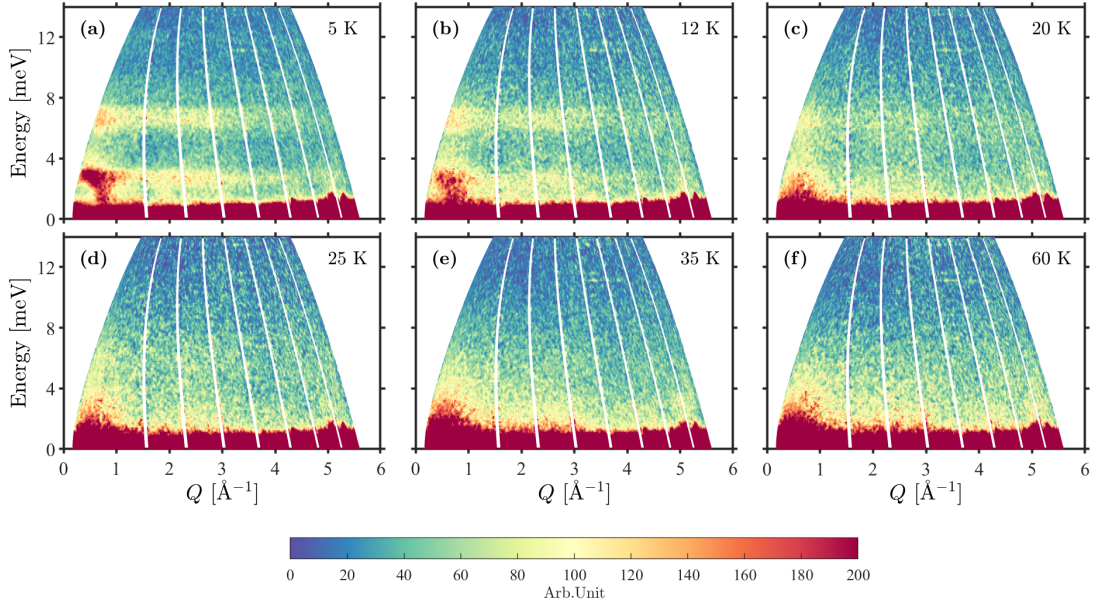 (a) 5 K
(b) 12 K
(c) 20 K
Energy [meV]
12
8
4
0
(d) 25 K
(e) 35 K
(f) 60 K
Energy [meV]
12
8
4
0
0 1 2 3 4 5 6
0 1 2 3 4 5 6
0 1 2 3 4 5 6
Q [Å⁻¹]
Q [Å⁻¹]
Q [Å⁻¹]
0 20 40 60 80 100 120 140 160 180 200
Arb.Unit